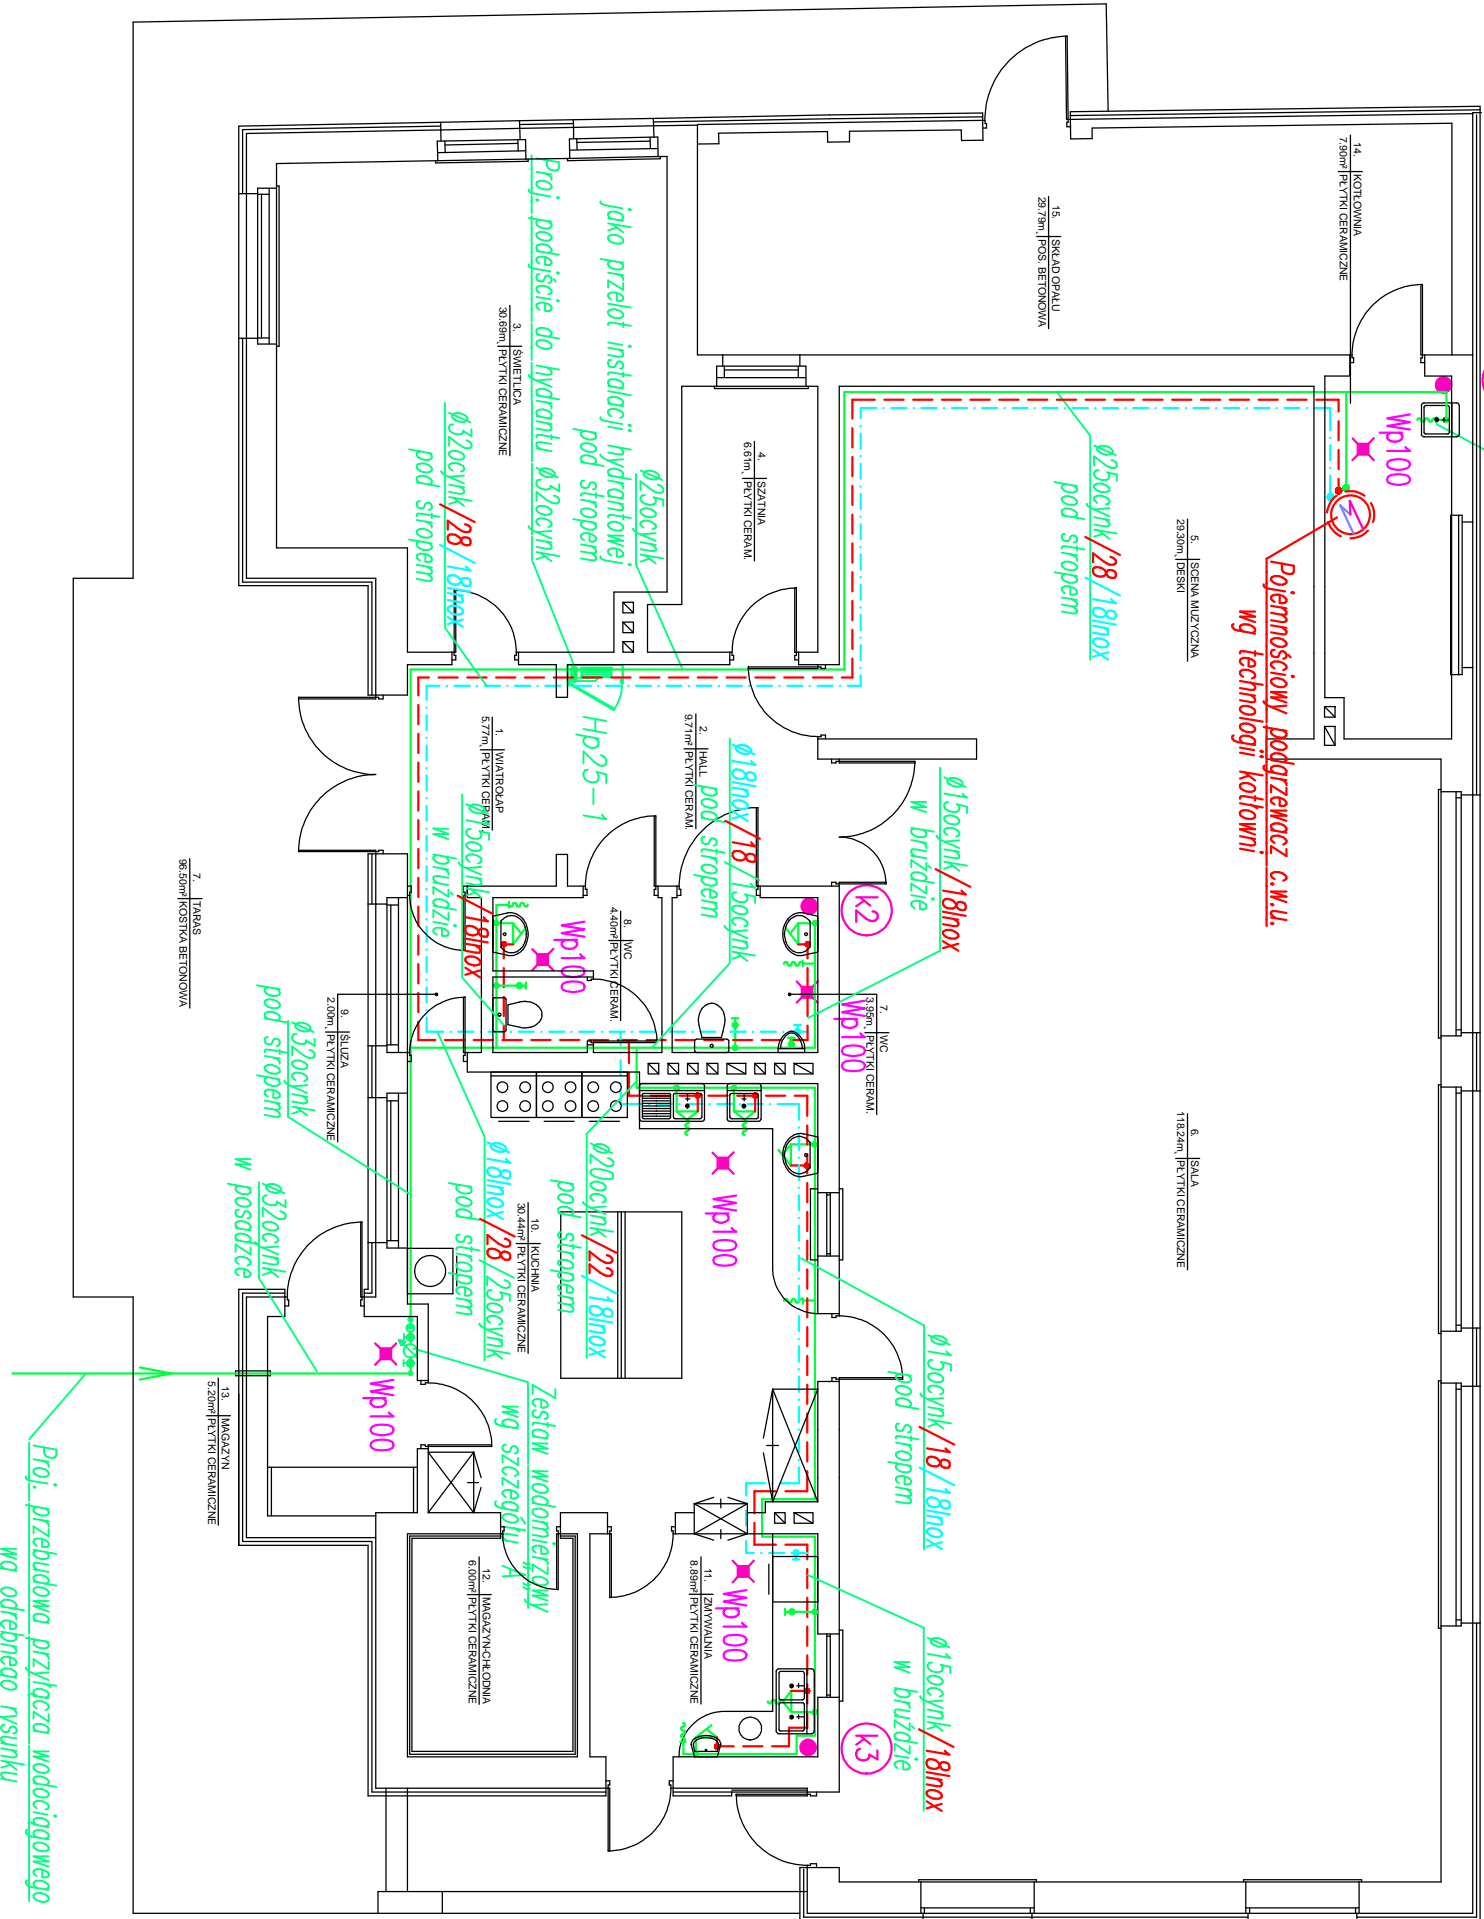 14. KOTŁOWNIA
7.90m² PŁYTKI CERAMICZNE
Wp100
Pojemnościowy podgrzewacz c.w.u.
wg technologii kotłowni
15. SKŁAD OPAŁU
29.79m, POS. BETONOWA
5. SCENA MUZYCZNA
29.30m, DESKI
6. SALA
118.24m, PŁYTKI CERAMICZNE
ø25ocynk/28/18Inox
pod stropem
ø15ocynk/18Inox
w bruździe
ø15ocynk/18/18Inox
pod stropem
ø15ocynk/18Inox
w bruździe
k2
k3
7. WC
3.95m, PŁYTKI CERAM.
Wp100
4. SZATNIA
6.61m, PŁYTKI CERAM.
ø18Inox/18/15ocynk
pod stropem
2. HALL
9.71m² PŁYTKI CERAM.
Wp100
11. ZMYWALNIA
8.89m² PŁYTKI CERAMICZNE
Wp100
ø25ocynk
jako przelot instalacji hydrantowej
pod stropem
Proj. podejście do hydrantu ø32ocynk
Hp25-1
8. WC
4.40m² PŁYTKI CERAM.
Wp100
ø20ocynk/22/18Inox
pod stropem
3. ŚWIETLICA
30.69m, PŁYTKI CERAMICZNE
1. WIATROŁAP
5.77m, PŁYTKI CERAM.
ø15ocynk/18Inox
w bruździe
10. KUCHNIA
30.44m² PŁYTKI CERAMICZNE
ø18Inox/28/25ocynk
pod stropem
Zestaw wodomierzowy
wg szczegółu "A"
12. MAGAZYN-CHŁODNIA
6.00m² PŁYTKI CERAMICZNE
ø32ocynk/28/18Inox
pod stropem
9. ŚLUZA
2.00m, PŁYTKI CERAMICZNE
Wp100
ø32ocynk
pod stropem
ø32ocynk
w posadzce
13. MAGAZYN
5.20m² PŁYTKI CERAMICZNE
7. TARAS
96.50m² KOSTKA BETONOWA
Proj. przebudowa przyłącza wodociągowego
wg odrębnego rysunku